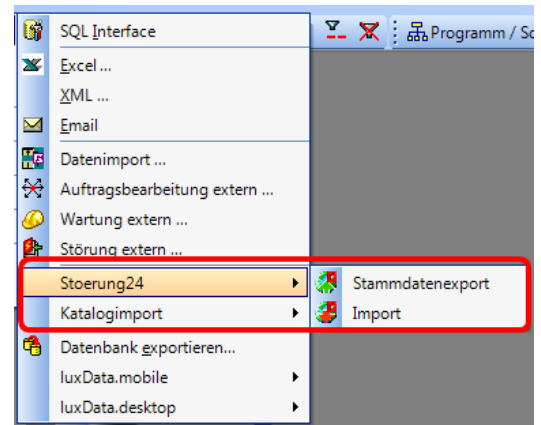 SQL Interface
Programm / Sc
Excel ...
XML ...
Email
Datenimport ...
Auftragsbearbeitung extern ...
Wartung extern ...
Störung extern ...
Stoerung24
Stammdatenexport
Katalogimport
Import
Datenbank exportieren...
luxData.mobile
luxData.desktop